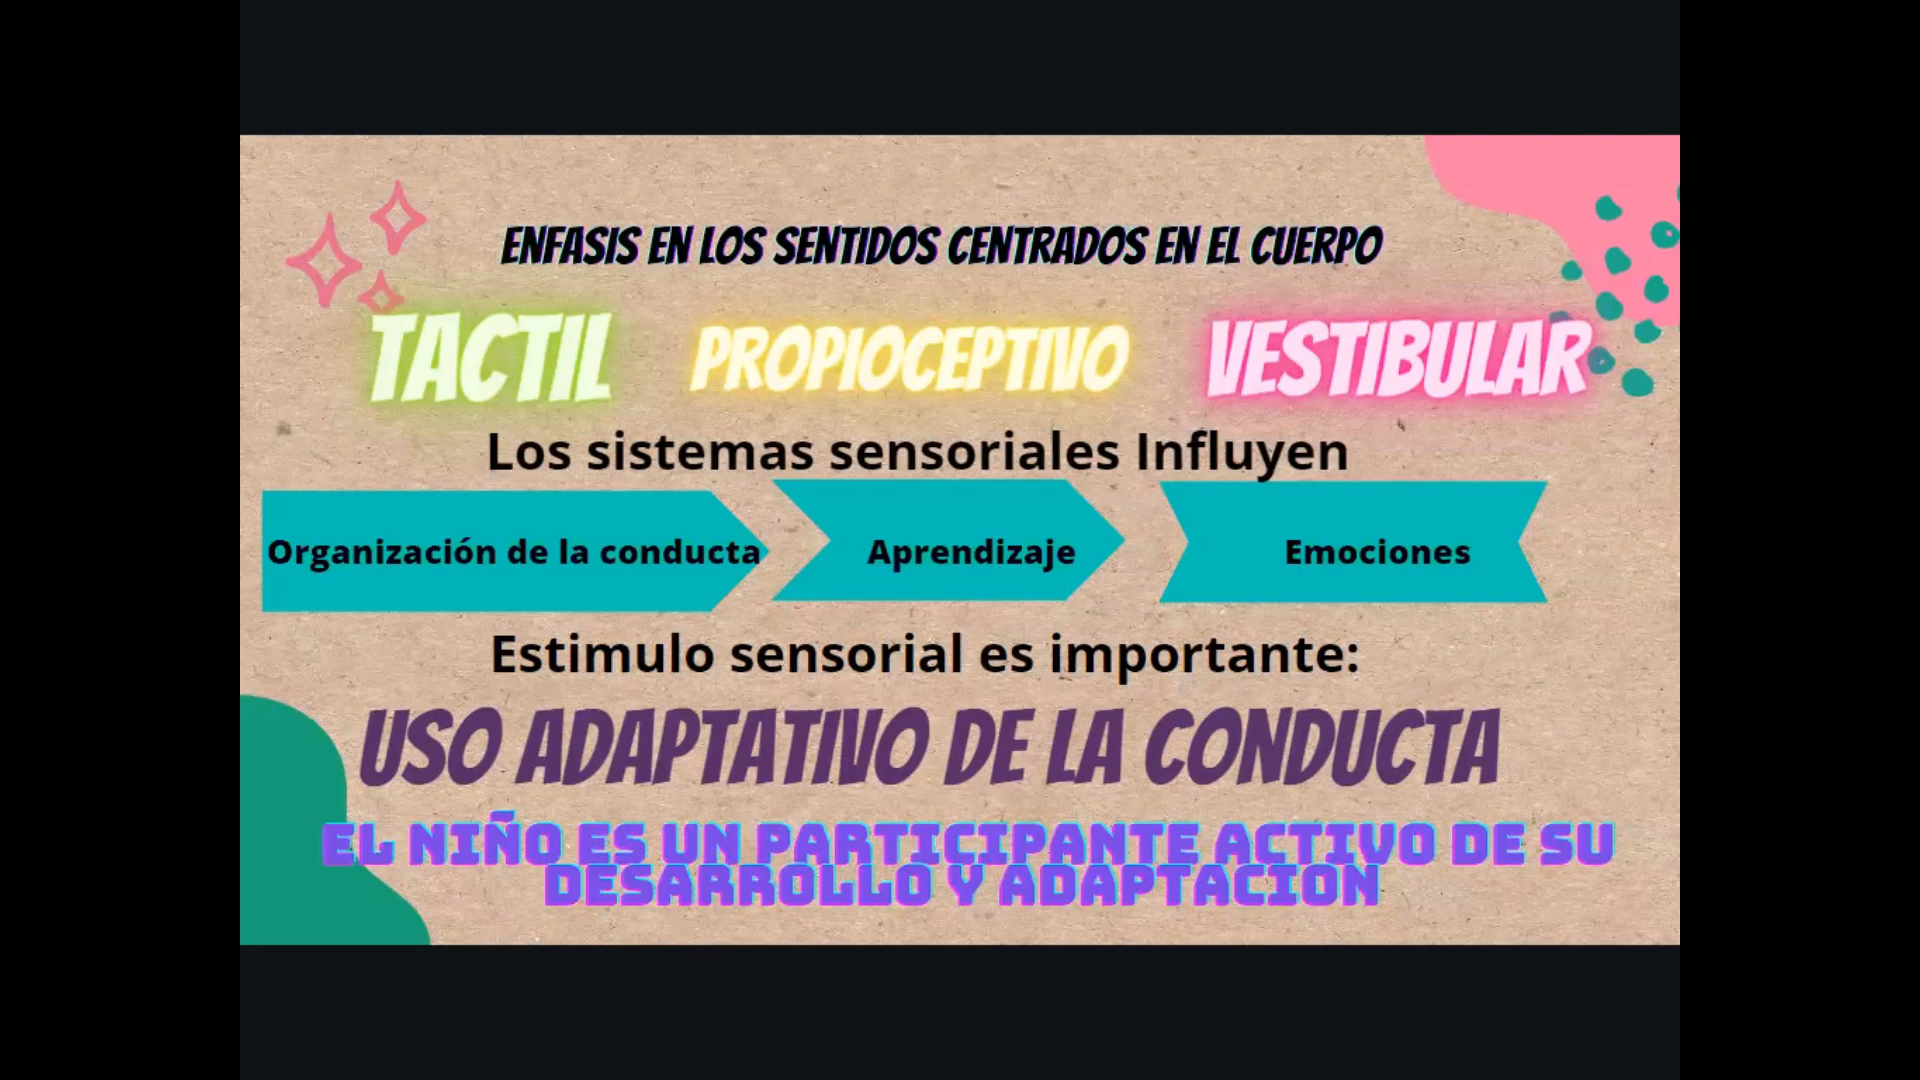 ENFASIS EN LOS SENTIDOS CENTRADOS EN EL CUERPO
TACTIL PROPIOCEPTIVO VESTIBULAR
Los sistemas sensoriales Influyen
Organización de la conducta Aprendizaje Emociones
Estimulo sensorial es importante:
USO ADAPTATIVO DE LA CONDUCTA
EL NIÑO ES UN PARTICIPANTE ACTIVO DE SU
DESARROLLO Y ADAPTACION